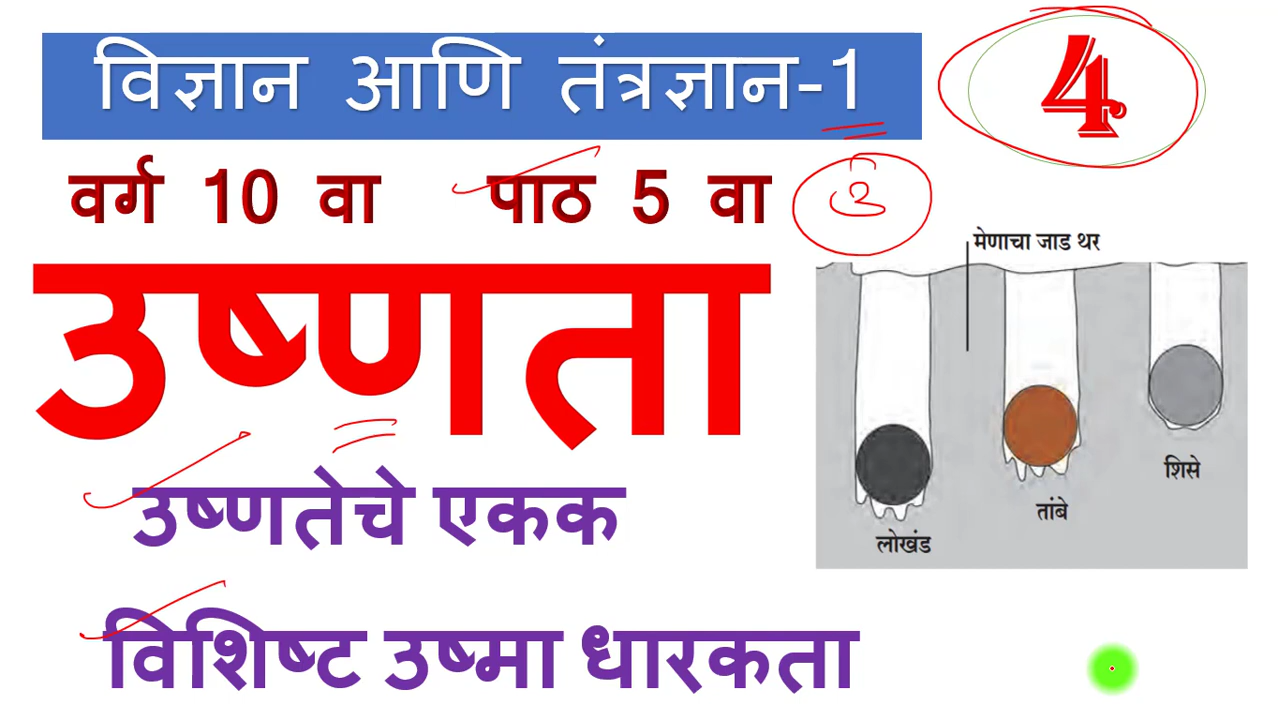 विज्ञान आणि तंत्रज्ञान-1
4
वर्ग 10 वा पाठ 5 वा
उष्णता
उष्णतेचे एकक
विशिष्ट उष्मा धारकता
मेणाचा जाड थर
लोखंड
तांबे
शिसे